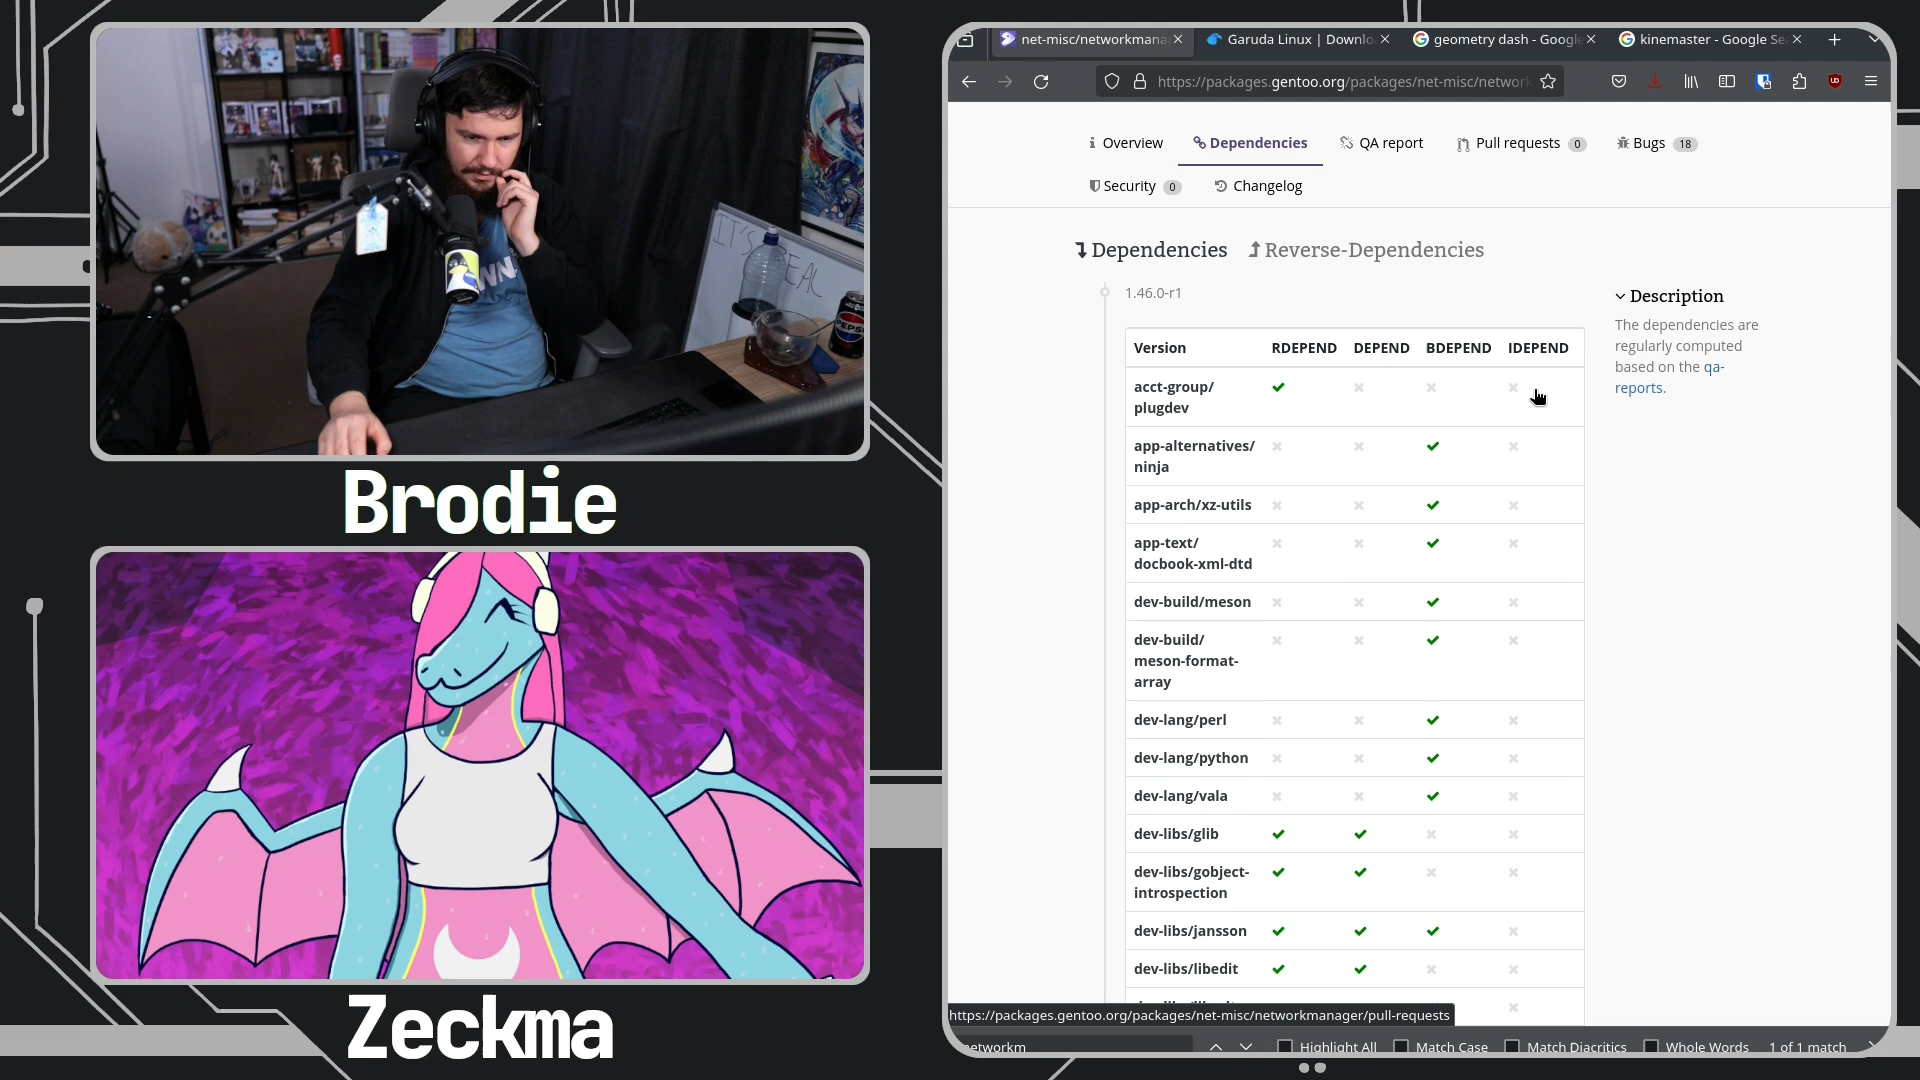 net-misc/networkmana
Garuda Linux | Downlo
geometry dash - Google
kinemaster - Google Se
https://packages.gentoo.org/packages/net-misc/network
Overview
Dependencies
QA report
Pull requests 0
Bugs 18
Security 0
Changelog
Dependencies
Reverse-Dependencies
1.46.0-r1
Description
The dependencies are
regularly computed
based on the qa-
reports.
Version RDEPEND DEPEND BDEPEND IDEPEND
acct-group/
plugdev
app-alternatives/
ninja
app-arch/xz-utils
app-text/
docbook-xml-dtd
dev-build/meson
dev-build/
meson-format-
array
dev-lang/perl
dev-lang/python
dev-lang/vala
dev-libs/glib
dev-libs/gobject-
introspection
dev-libs/jansson
dev-libs/libedit
https://packages.gentoo.org/packages/net-misc/networkmanager/pull-requests
networkm
Highlight All
Match Case
Match Diacritics
Whole Words
1 of 1 match
IT'S REAL
PEPSI
Brodie
Zeckma